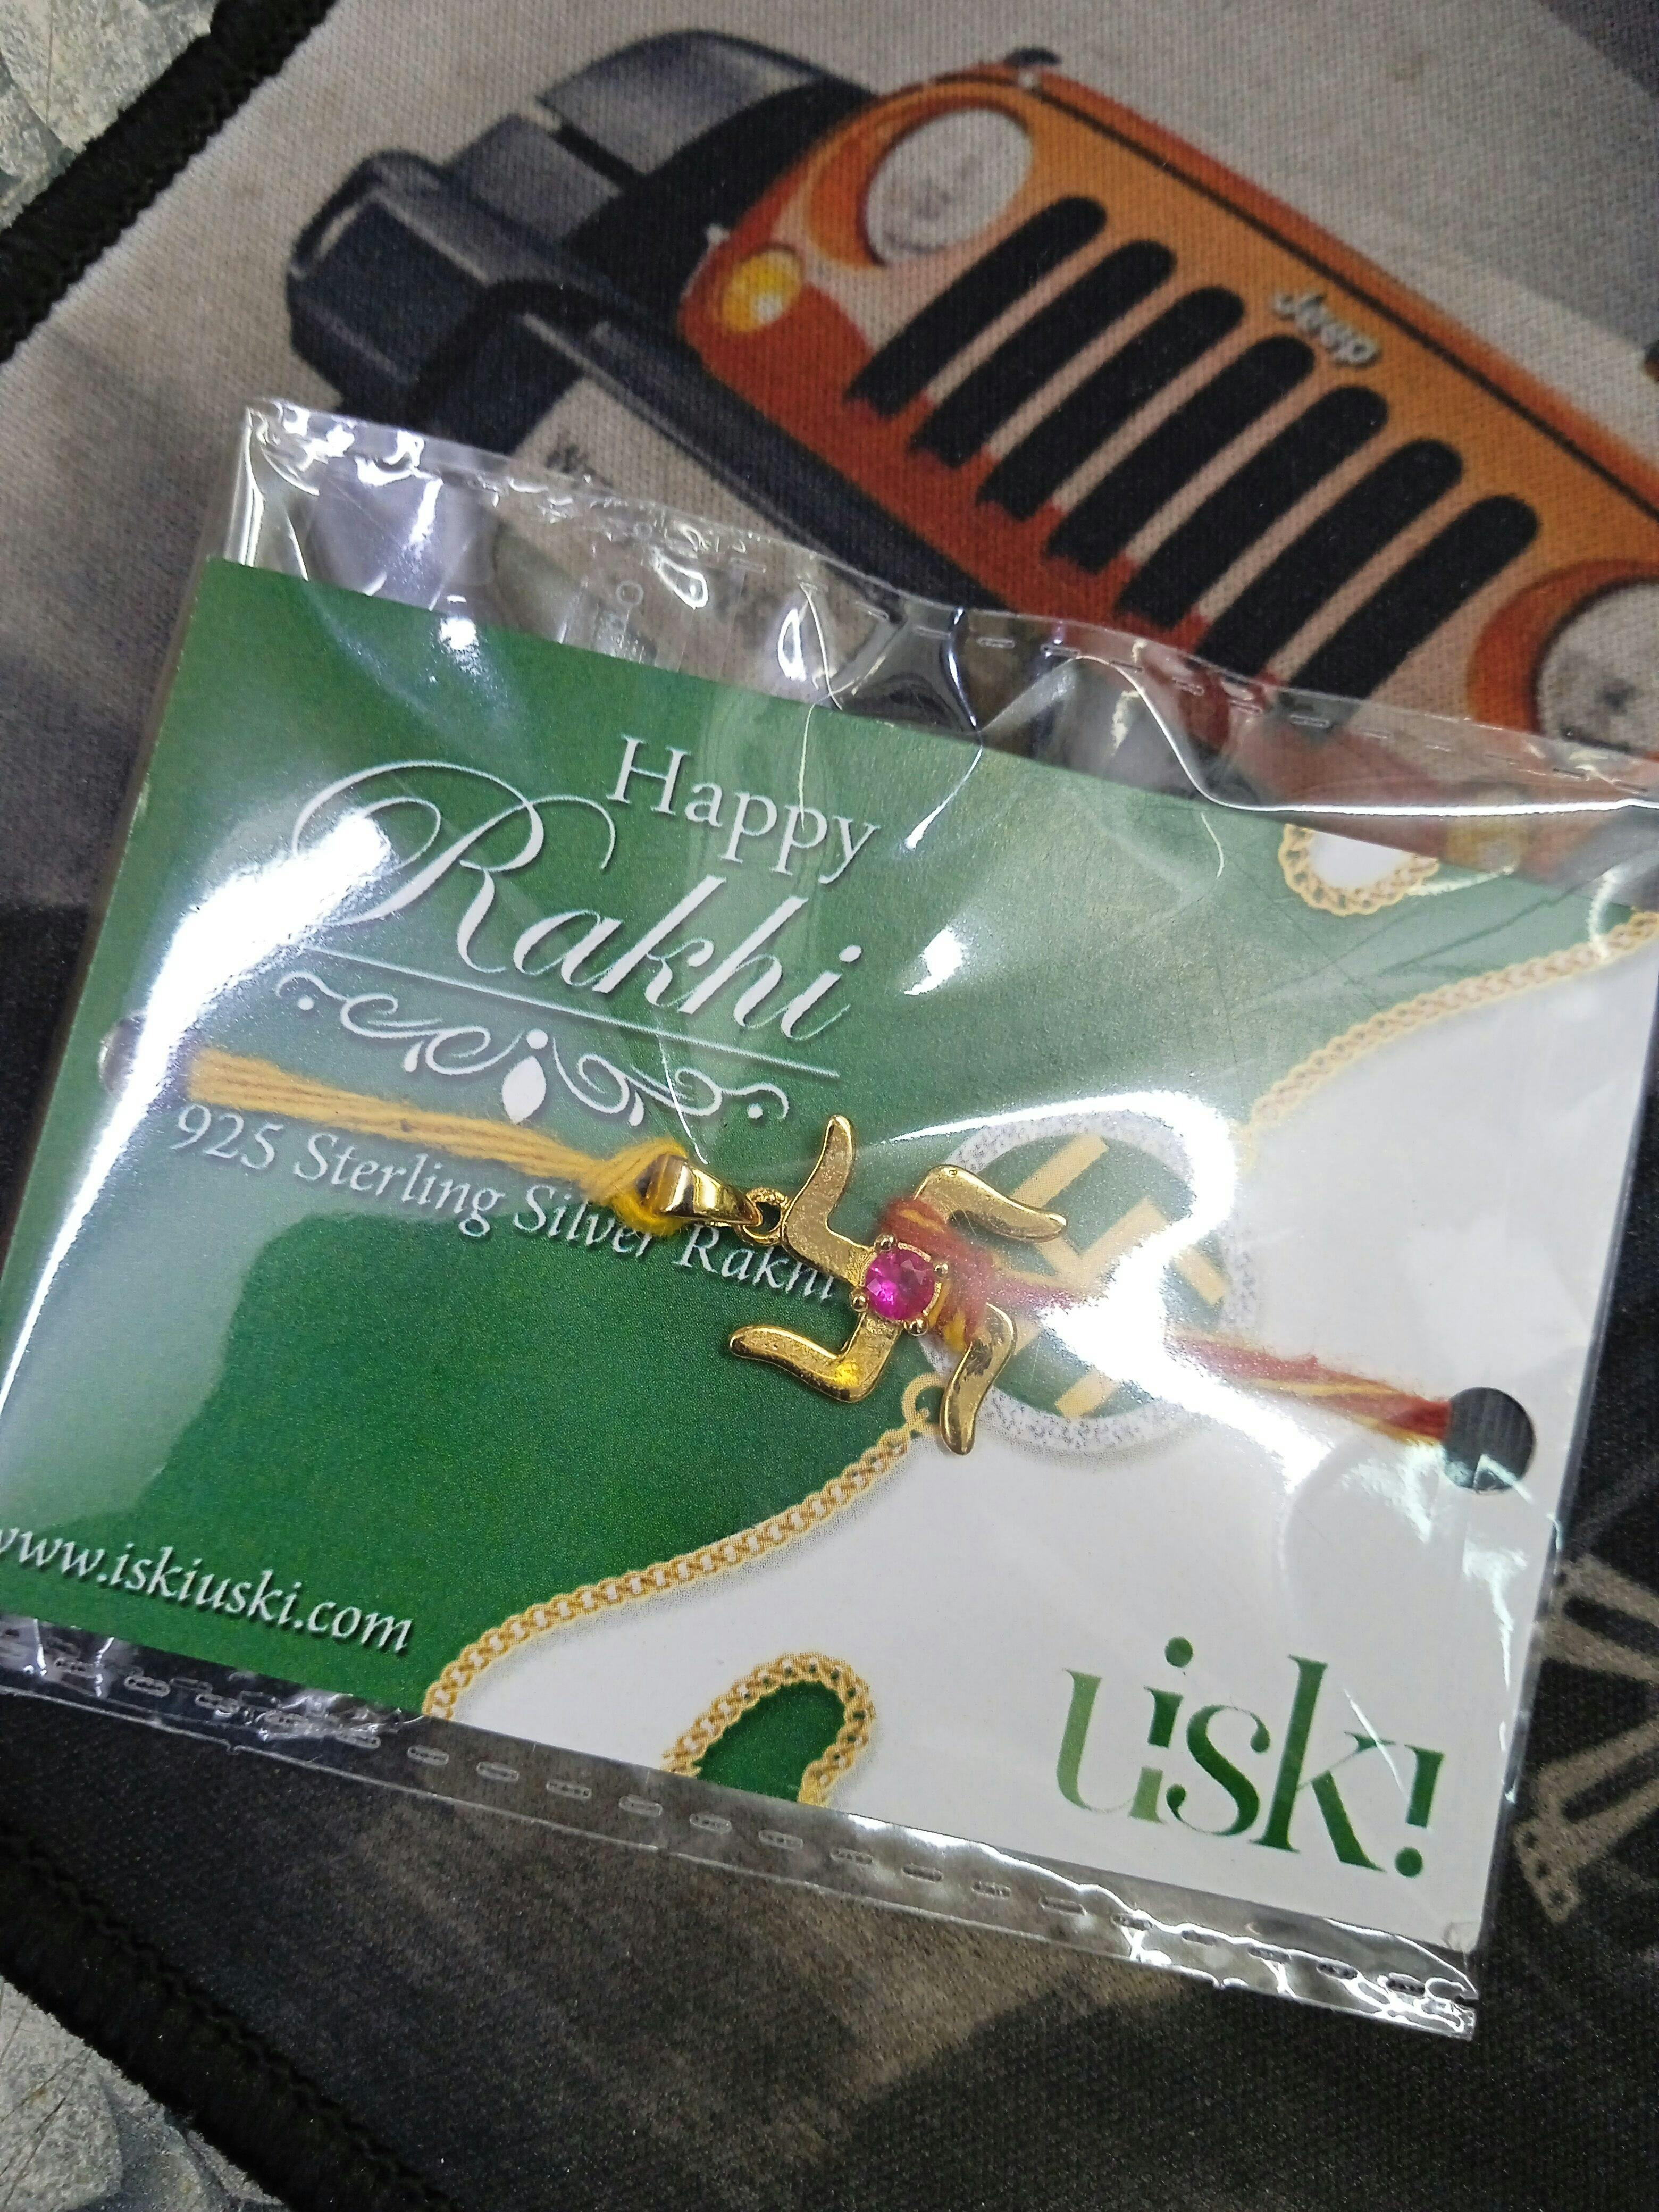 Jeep
Happy
Rakhi
925 Sterling Silver Rakhi
www.iskiuski.com
uski